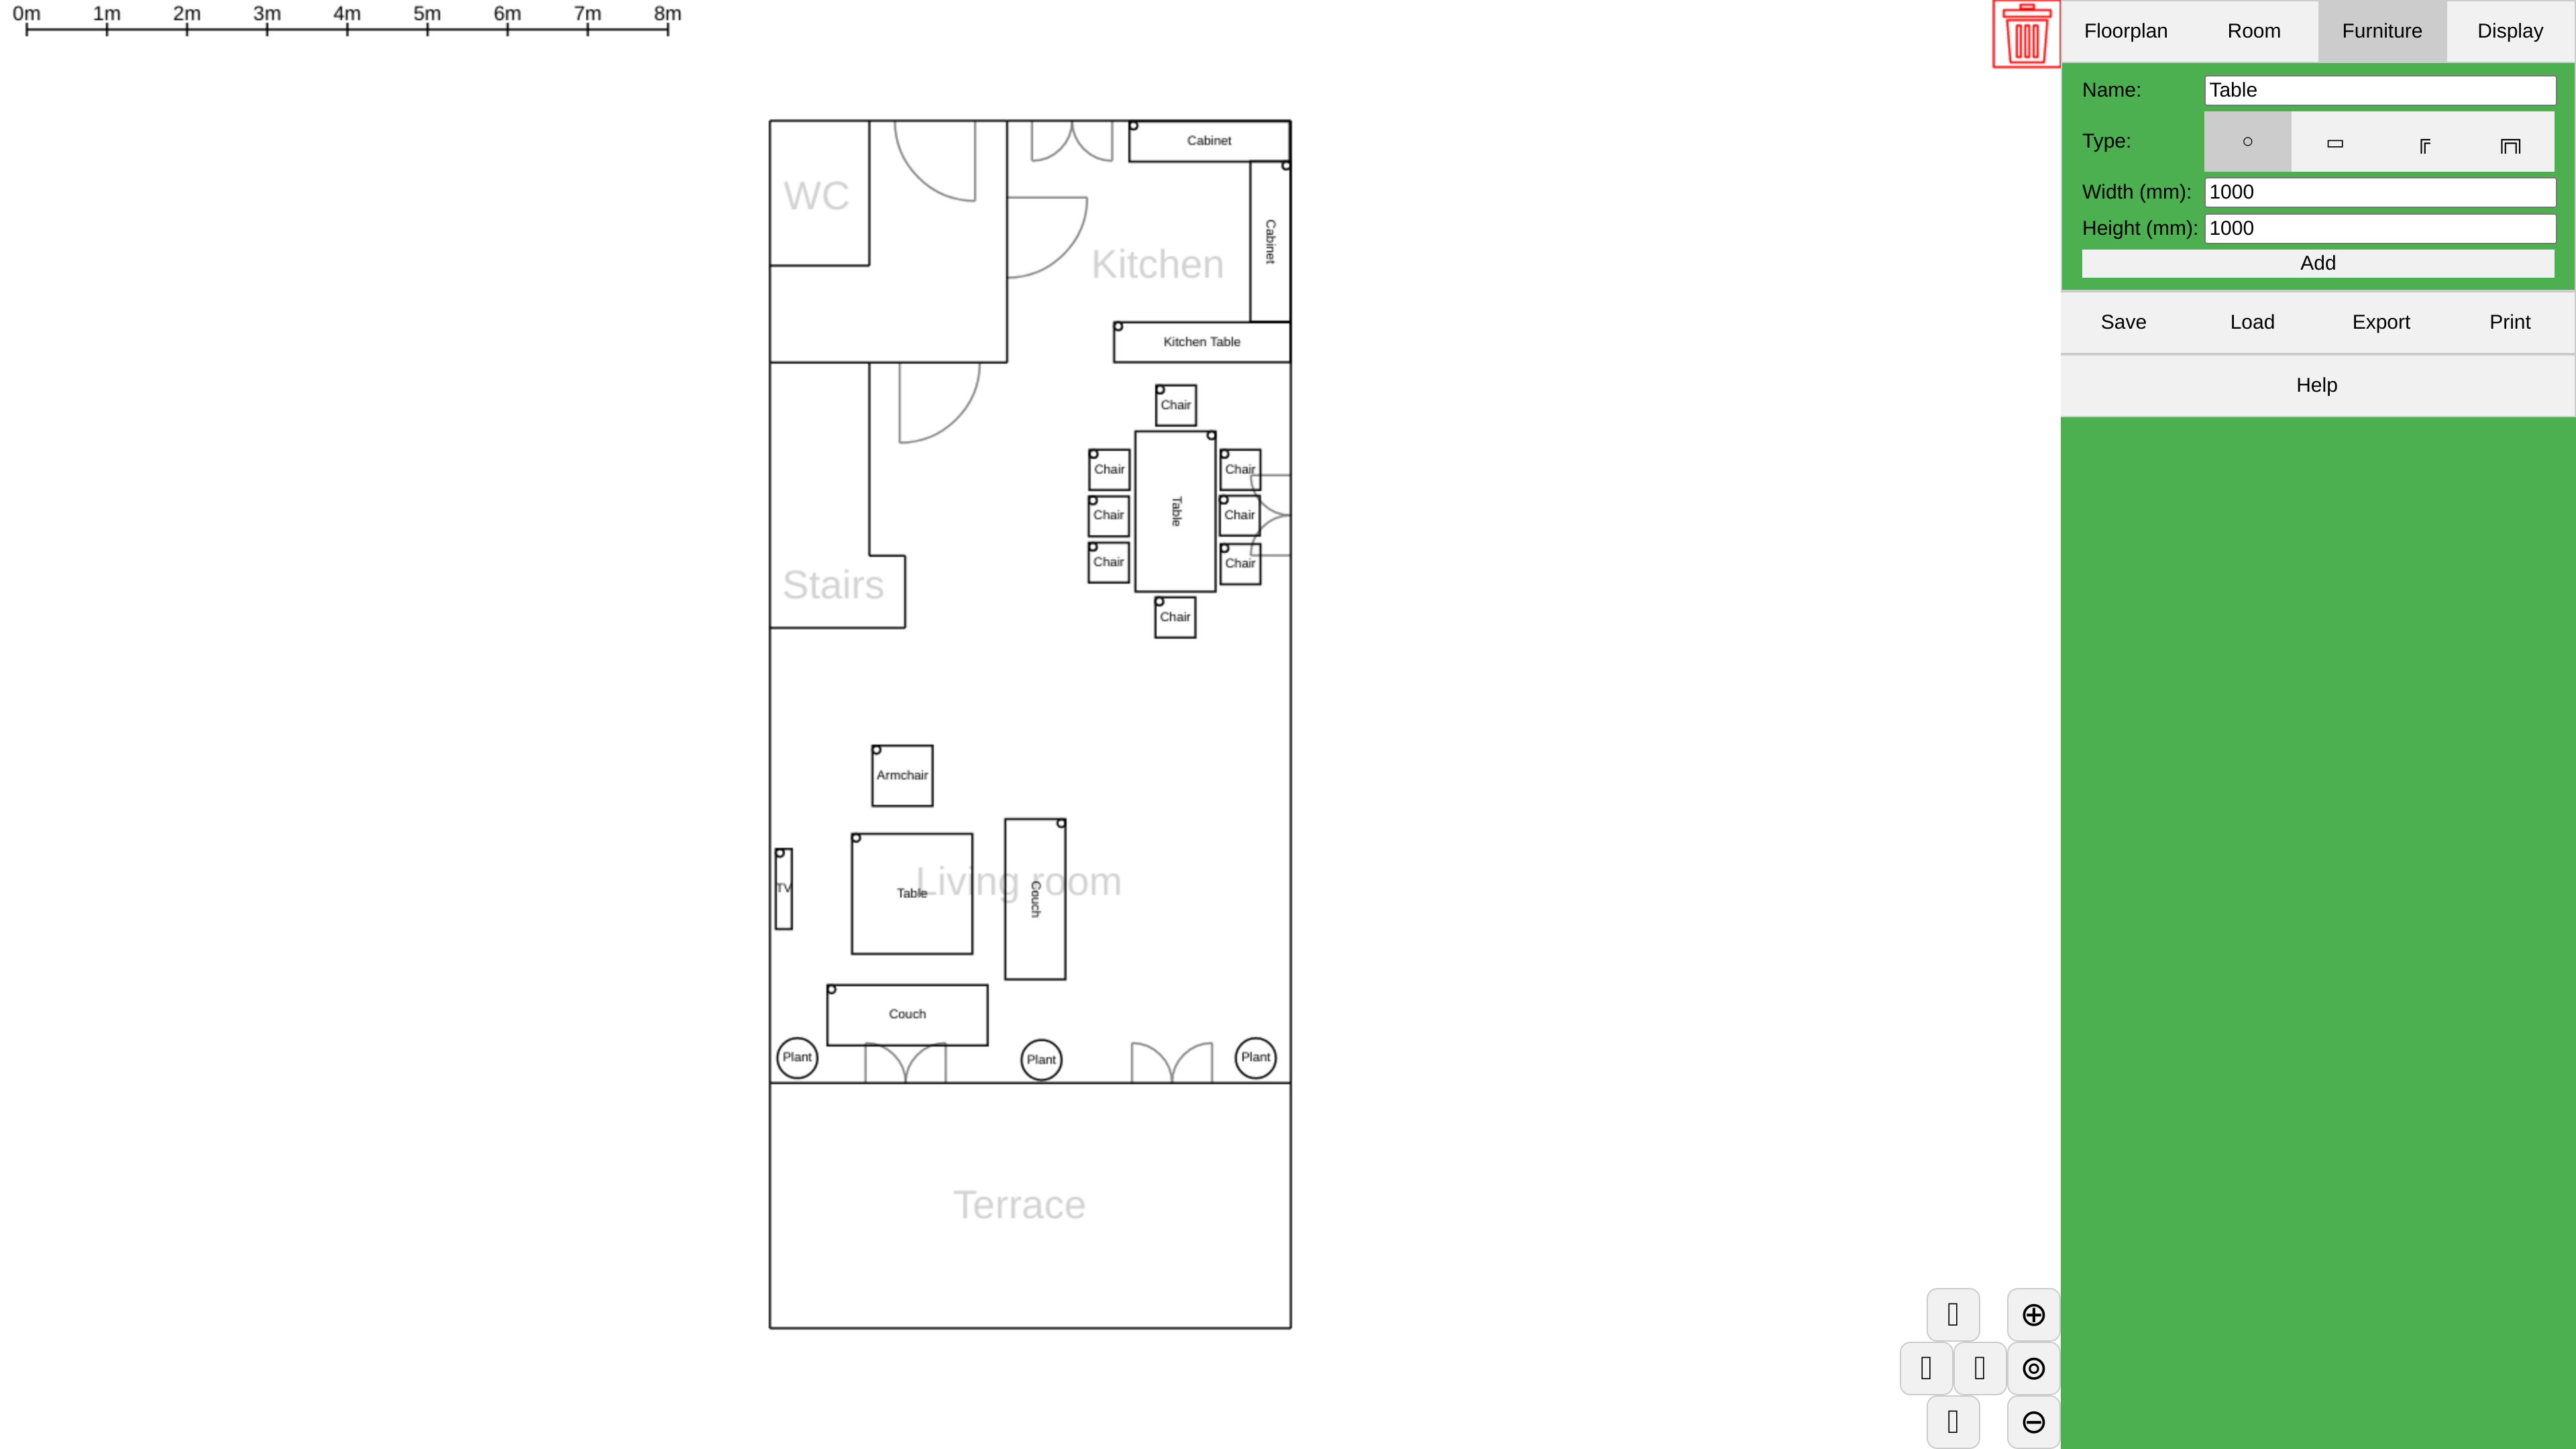 0m 1m 2m 3m 4m 5m 6m 7m 8m
Floorplan Room Furniture Display
Name: Table
Type:
Width (mm): 1000
Height (mm): 1000
Add
Save Load Export Print
Help
Cabinet
WC
Cabinet
Kitchen
Kitchen Table
Chair
Chair
Chair
Table
Chair
Chair
Chair
Chair
Stairs
Chair
Armchair
Living room
TV
Table
Couch
Couch
Plant
Plant
Plant
Terrace